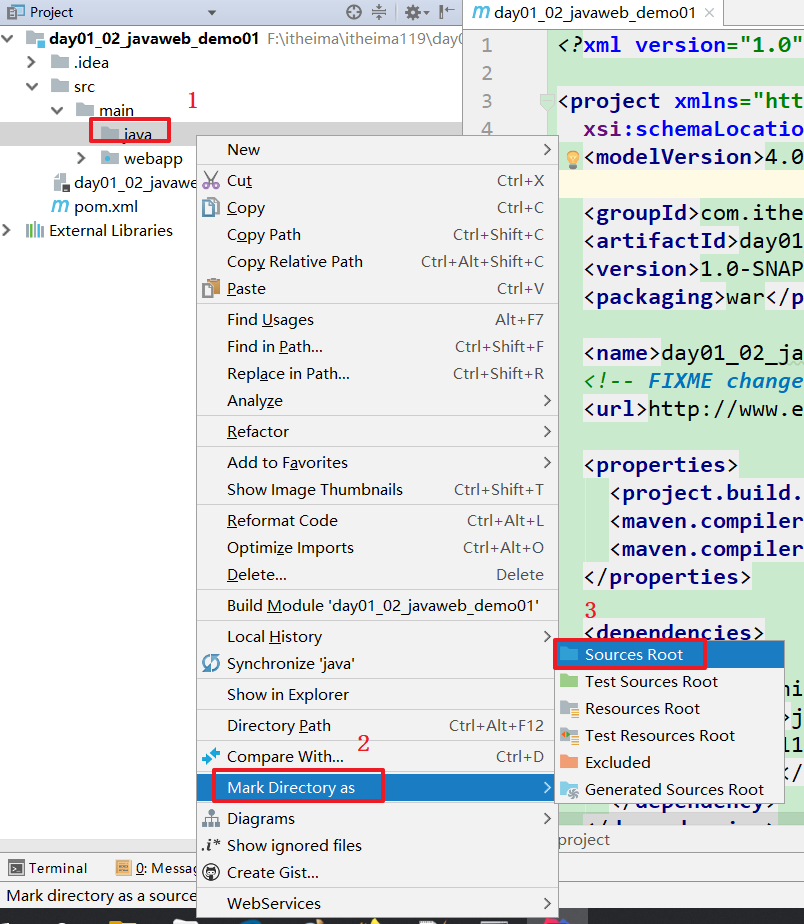 Project
day01_02_javaweb_demo01 F:\itheima\itheima119\day0
.idea
src
1
main
java
webapp
day01_02_javawe
pom.xml
External Libraries
New
Cut Ctrl+X
Copy Ctrl+C
Copy Path Ctrl+Shift+C
Copy Relative Path Ctrl+Alt+Shift+C
Paste Ctrl+V
Find Usages Alt+F7
Find in Path... Ctrl+Shift+F
Replace in Path... Ctrl+Shift+R
Analyze
Refactor
Add to Favorites
Show Image Thumbnails Ctrl+Shift+T
Reformat Code Ctrl+Alt+L
Optimize Imports Ctrl+Alt+O
Delete... Delete
Build Module 'day01_02_javaweb_demo01'
Local History
Synchronize 'java'
Show in Explorer
Directory Path Ctrl+Alt+F12
2
Compare With... Ctrl+D
Mark Directory as
Diagrams
.i* Show ignored files
Create Gist...
WebServices
m day01_02_javaweb_demo01
1 <?xml version="1.0"
2
3 <project xmlns="htt
4 xsi:schemaLocatio
<modelVersion>4.0
<groupId>com.ithe
<artifactId>day01
<version>1.0-SNAP
<packaging>war</p
<name>day01_02_ja
<!-- FIXME change
<url>http://www.e
<properties>
<project.build.
<maven.compiler
<maven.compiler
</properties>
3
<dependencies>
Sources Root
Test Sources Root
Resources Root
Test Resources Root
Excluded
Generated Sources Root
</dependency>
project
Terminal
0: Messag
Mark directory as a source